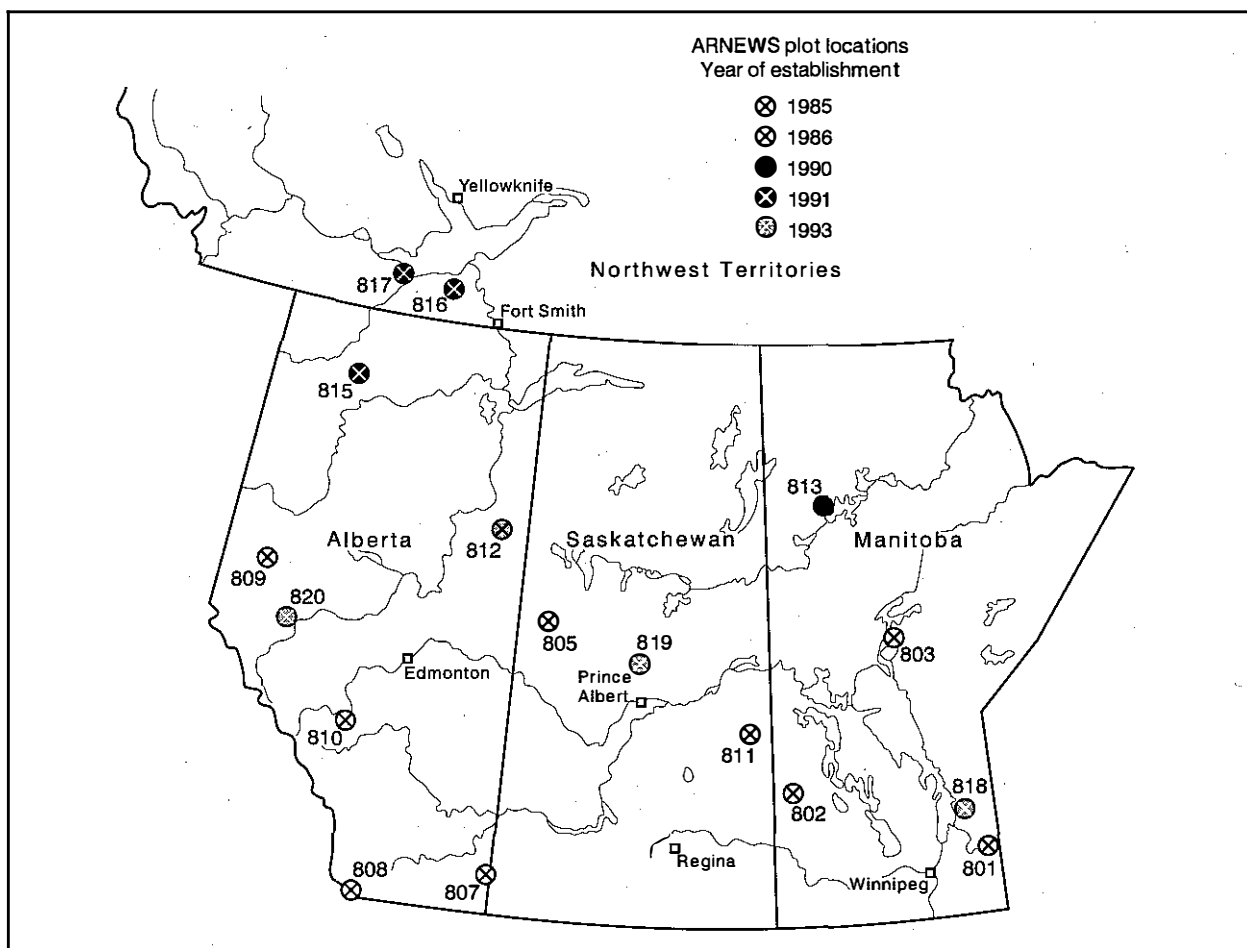 ARNEWS plot locations
Year of establishment
1985
1986
1990
1991
1993
Yellowknife
Northwest Territories
817
816
Fort Smith
815
813
Alberta
812
Saskatchewan
Manitoba
809
820
805
819
803
Edmonton
Prince
Albert
810
811
802
818
Regina
801
808
807
Winnipeg